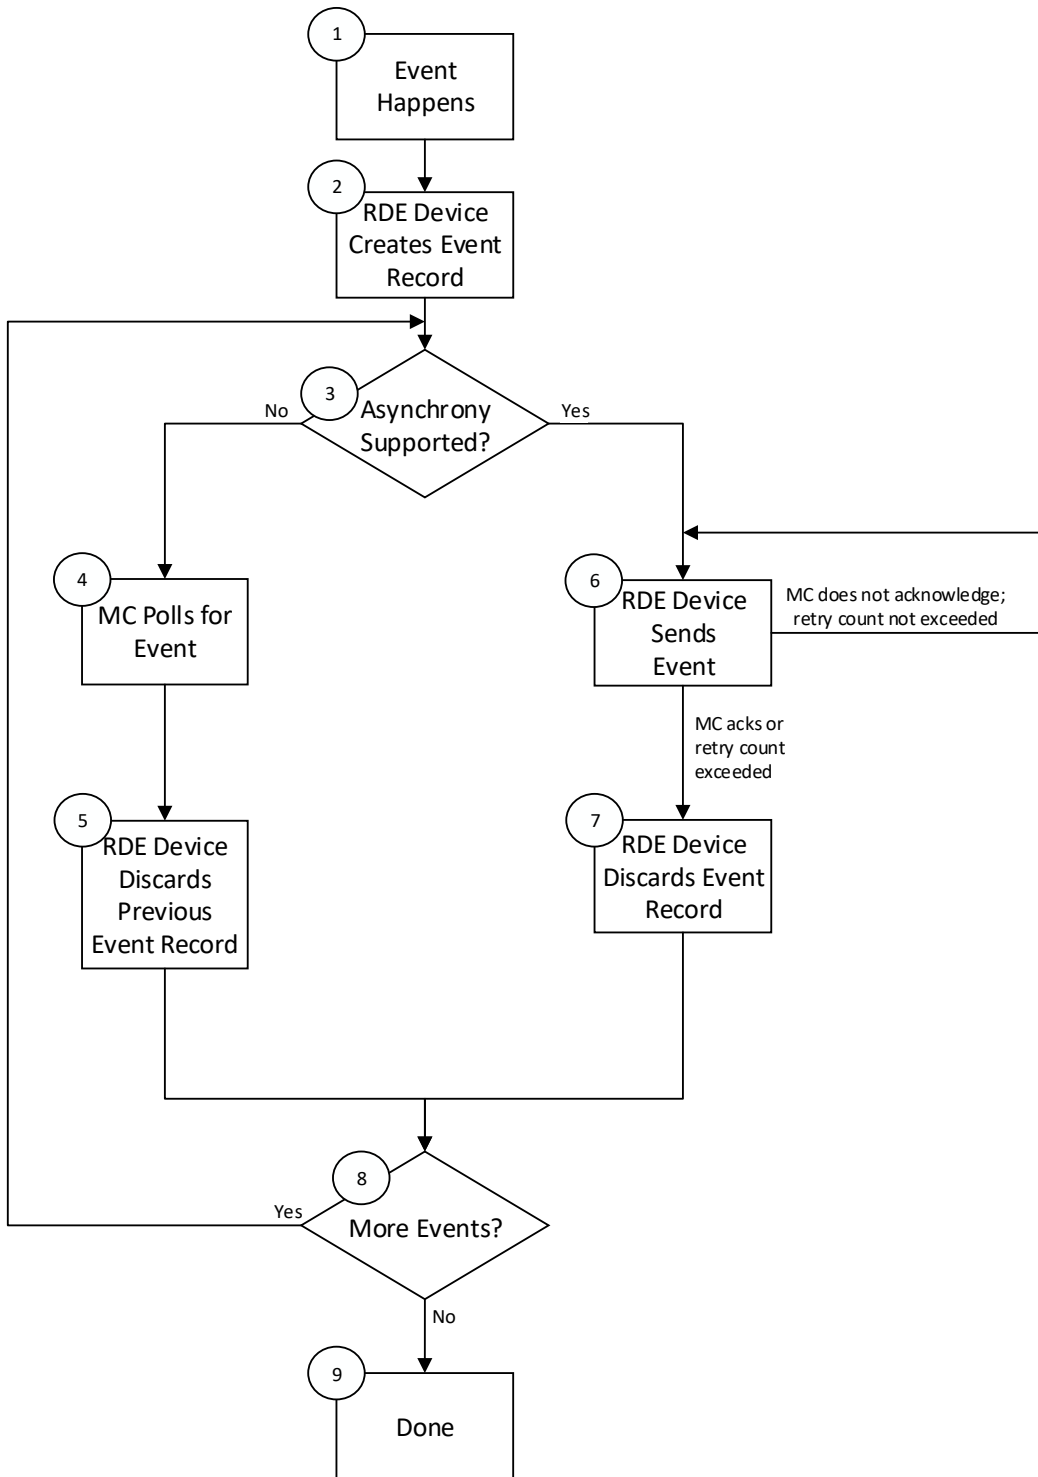 1
Event
Happens
2
RDE Device
Creates Event
Record
3
Asynchrony
Supported?
No
Yes
4
MC Polls for
Event
6
RDE Device
Sends
Event
MC does not acknowledge;
retry count not exceeded
MC acks or
retry count
exceeded
5
RDE Device
Discards
Previous
Event Record
7
RDE Device
Discards Event
Record
8
More Events?
Yes
No
9
Done